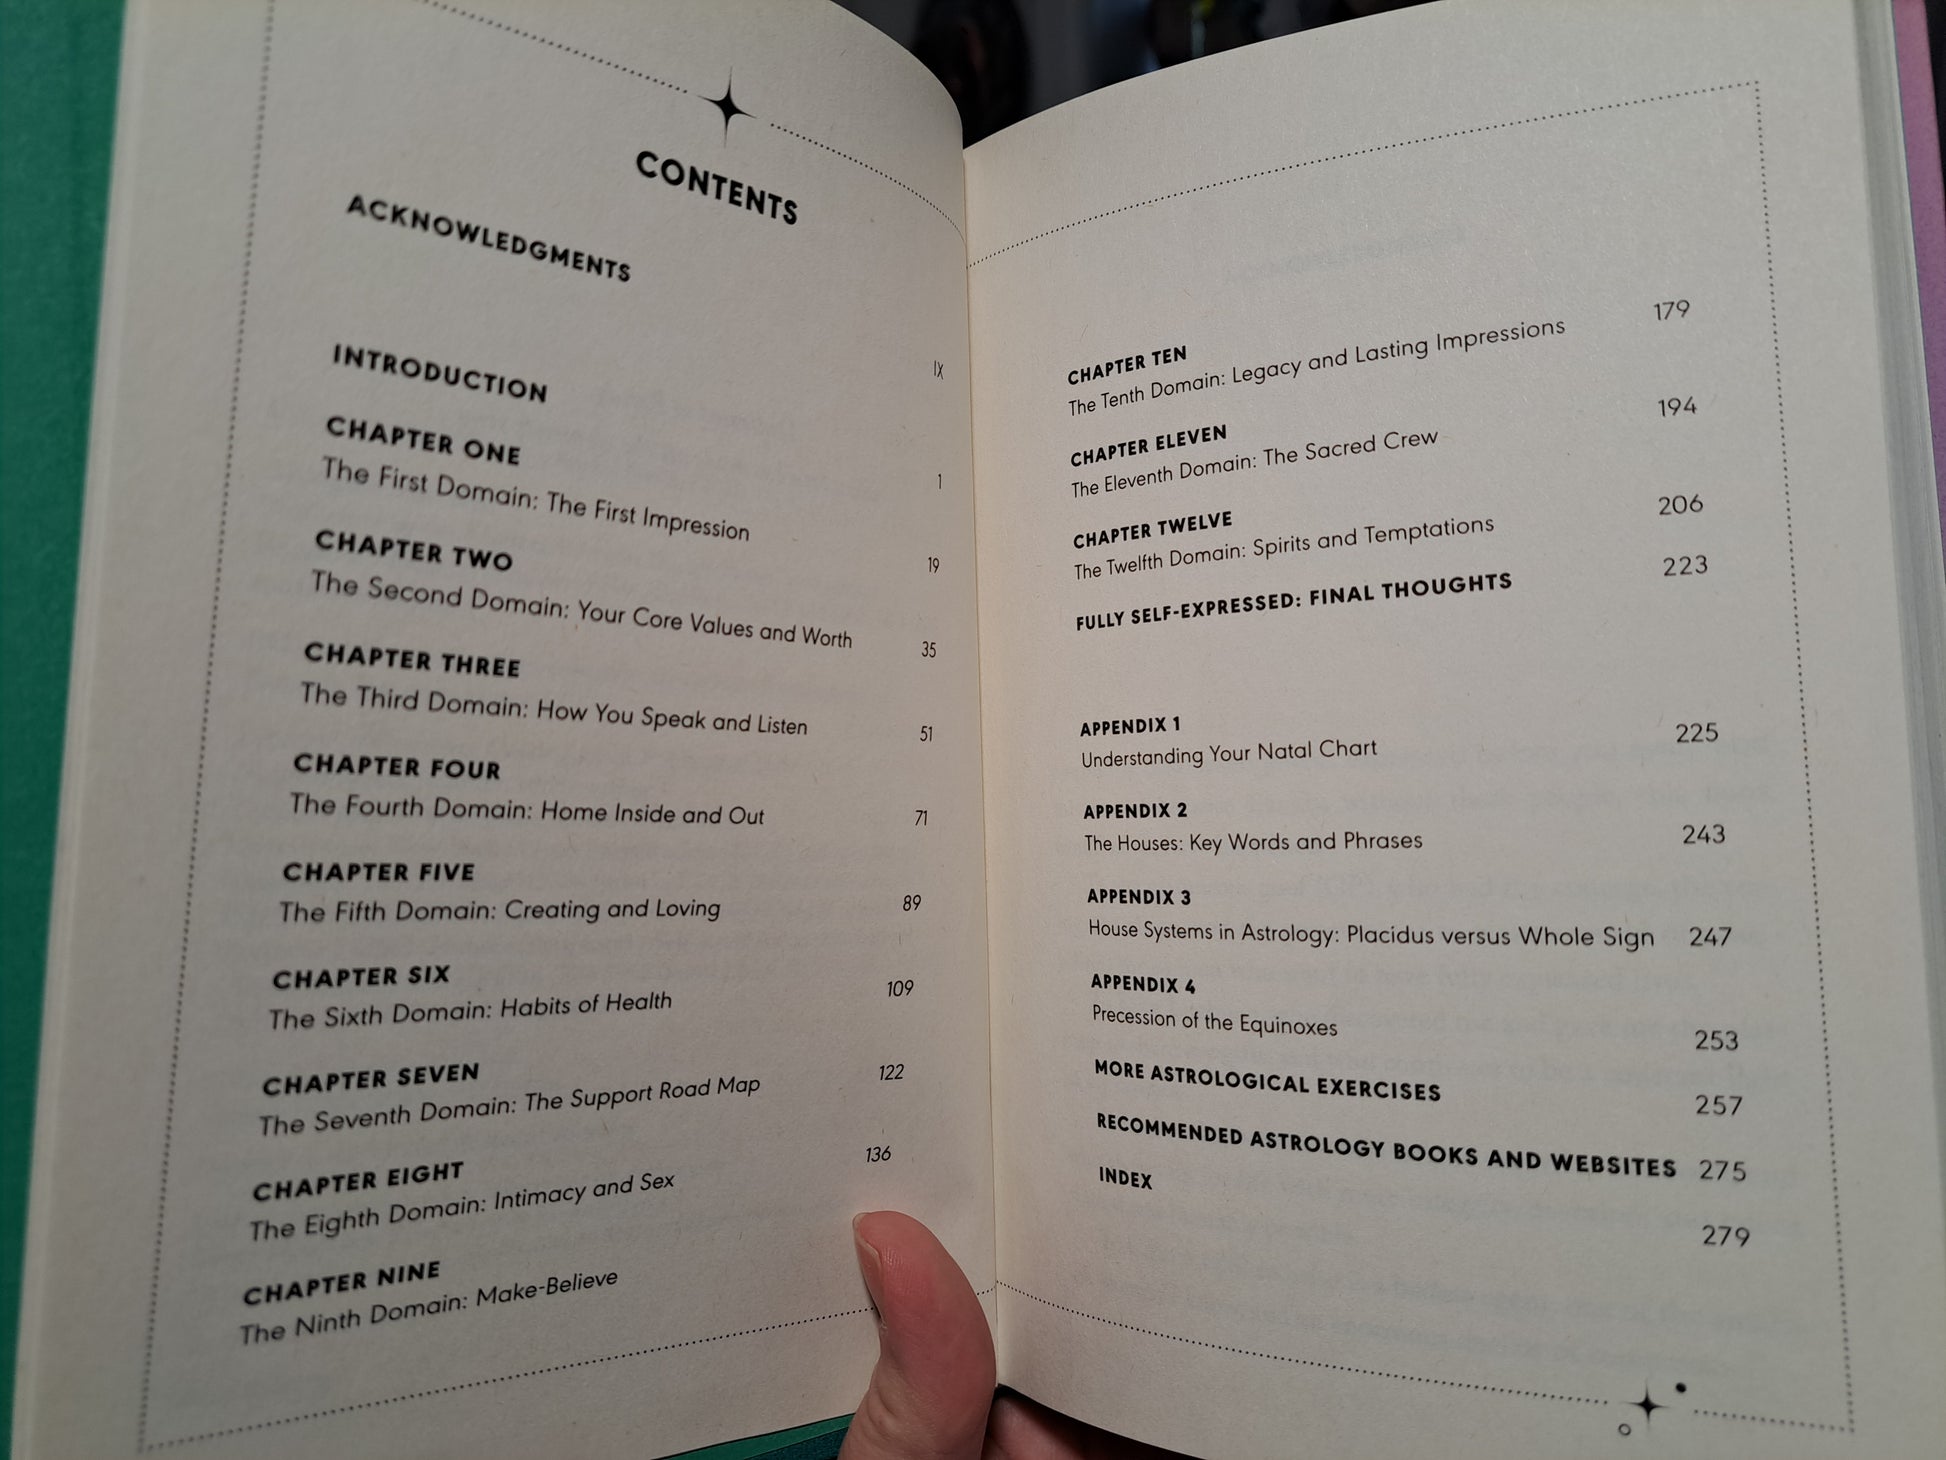 CONTENTS
ACKNOWLEDGMENTS IX
INTRODUCTION 1
CHAPTER ONE
The First Domain: The First Impression 19
CHAPTER TWO
The Second Domain: Your Core Values and Worth 35
CHAPTER THREE
The Third Domain: How You Speak and Listen 51
CHAPTER FOUR
The Fourth Domain: Home Inside and Out 71
CHAPTER FIVE
The Fifth Domain: Creating and Loving 89
CHAPTER SIX
The Sixth Domain: Habits of Health 109
CHAPTER SEVEN
The Seventh Domain: The Support Road Map 122
CHAPTER EIGHT
The Eighth Domain: Intimacy and Sex 136
CHAPTER NINE
The Ninth Domain: Make-Believe
CHAPTER TEN
The Tenth Domain: Legacy and Lasting Impressions 179
CHAPTER ELEVEN
The Eleventh Domain: The Sacred Crew 194
CHAPTER TWELVE
The Twelfth Domain: Spirits and Temptations 206
FULLY SELF-EXPRESSED: FINAL THOUGHTS 223
APPENDIX 1
Understanding Your Natal Chart 225
APPENDIX 2
The Houses: Key Words and Phrases 243
APPENDIX 3
House Systems in Astrology: Placidus versus Whole Sign 247
APPENDIX 4
Precession of the Equinoxes 253
MORE ASTROLOGICAL EXERCISES 257
RECOMMENDED ASTROLOGY BOOKS AND WEBSITES 275
INDEX 279